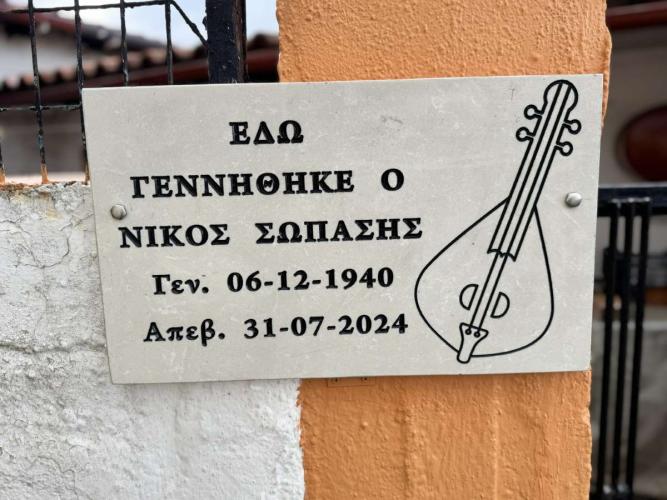 ΕΔΩ
ΓΕΝΝΗΘΗΚΕ Ο
ΝΙΚΟΣ ΣΩΠΑΣΗΣ
Γεν. 06-12-1940
Απεβ. 31-07-2024